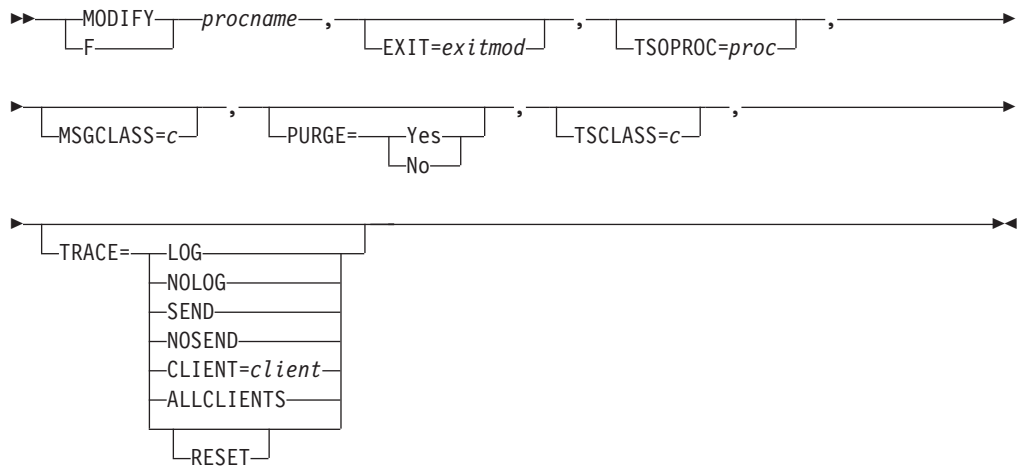 MODIFY procname , EXIT=exitmod , TSOPROC=proc ,
F
MSGCLASS=c , PURGE= Yes , TSCLASS=c ,
No
TRACE= LOG
NOLOG
SEND
NOSEND
CLIENT=client
ALLCLIENTS
RESET